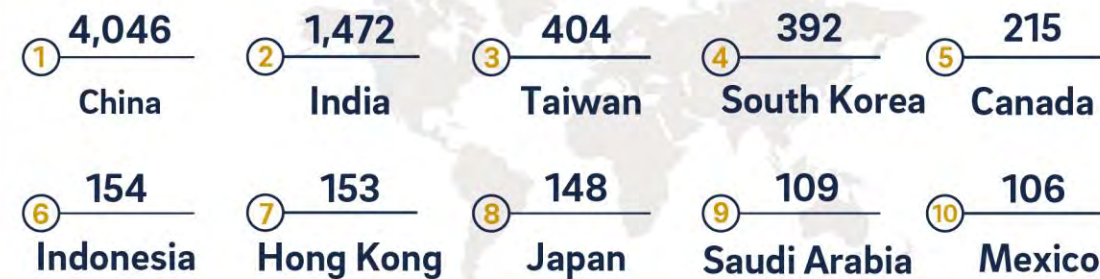 4,046
1
China
1,472
2
India
404
3
Taiwan
392
4
South Korea
215
5
Canada
154
6
Indonesia
153
7
Hong Kong
148
8
Japan
109
9
Saudi Arabia
106
10
Mexico